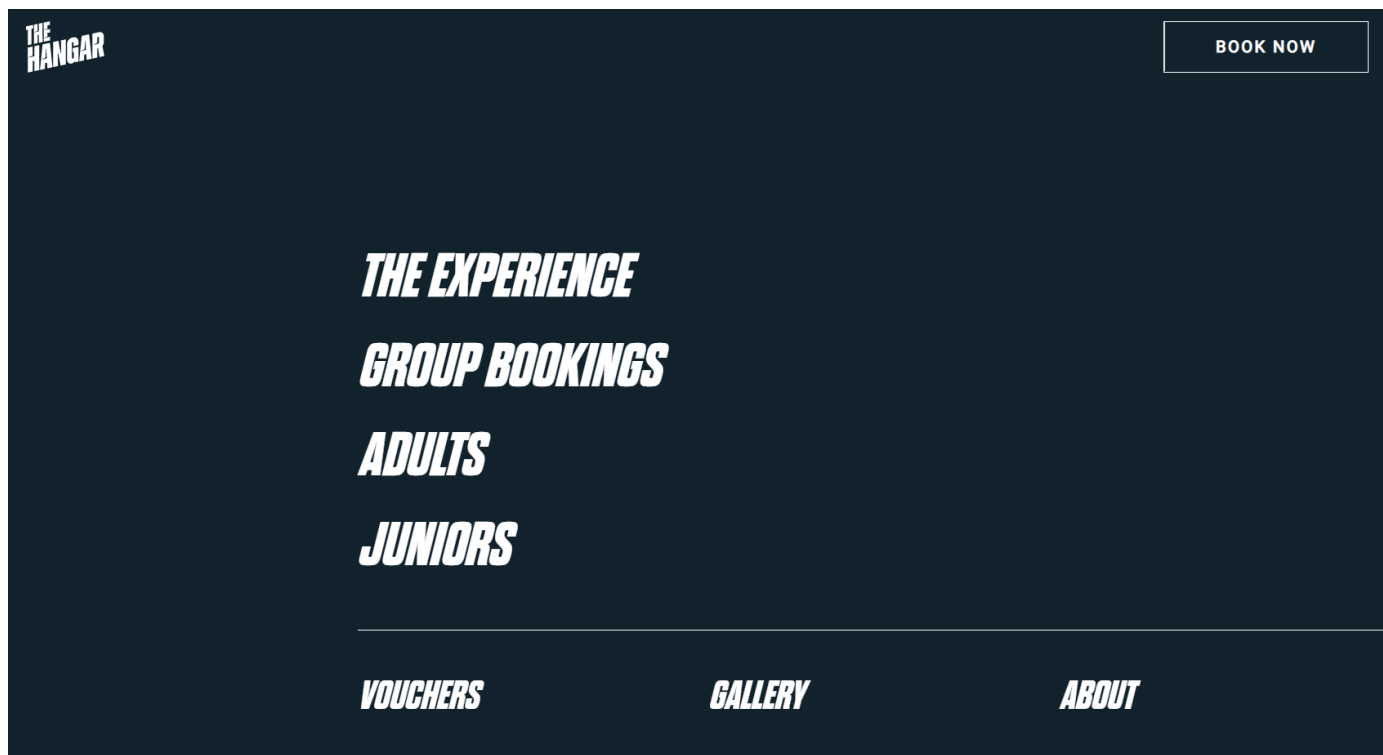 THE
HANGAR
BOOK NOW
THE EXPERIENCE
GROUP BOOKINGS
ADULTS
JUNIORS
VOUCHERS GALLERY ABOUT